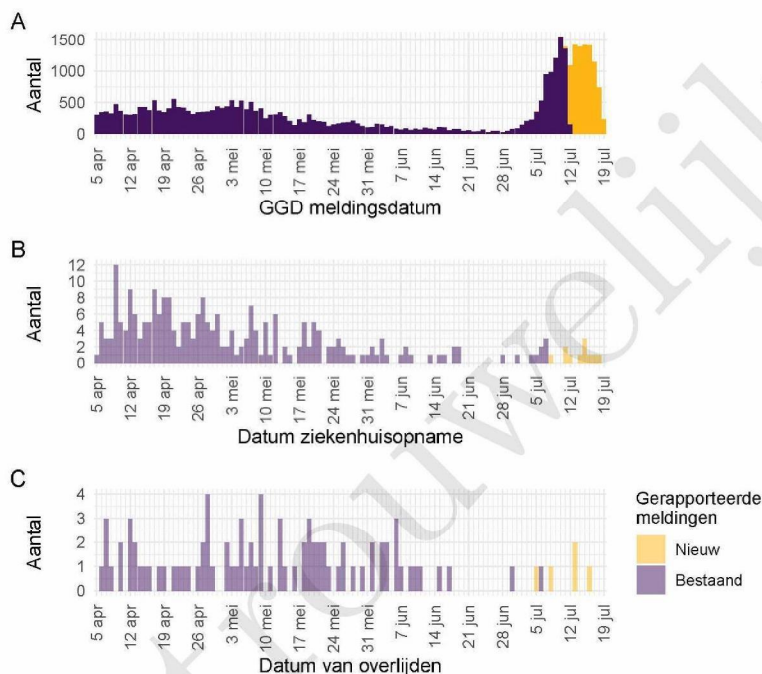 A
Aantal
1500
1000
500
0
5 apr
12 apr
19 apr
26 apr
3 mei
10 mei
17 mei
24 mei
31 mei
7 jun
14 jun
21 jun
28 jun
5 jul
12 jul
19 jul
GGD meldingsdatum
B
Aantal
12
10
8
6
4
2
0
5 apr
12 apr
19 apr
26 apr
3 mei
10 mei
17 mei
24 mei
31 mei
7 jun
14 jun
21 jun
28 jun
5 jul
12 jul
19 jul
Datum ziekenhuisopname
C
Aantal
4
3
2
1
0
5 apr
12 apr
19 apr
26 apr
3 mei
10 mei
17 mei
24 mei
31 mei
7 jun
14 jun
21 jun
28 jun
5 jul
12 jul
19 jul
Datum van overlijden
Gerapporteerde
meldingen
Nieuw
Bestaand
trouwelijk